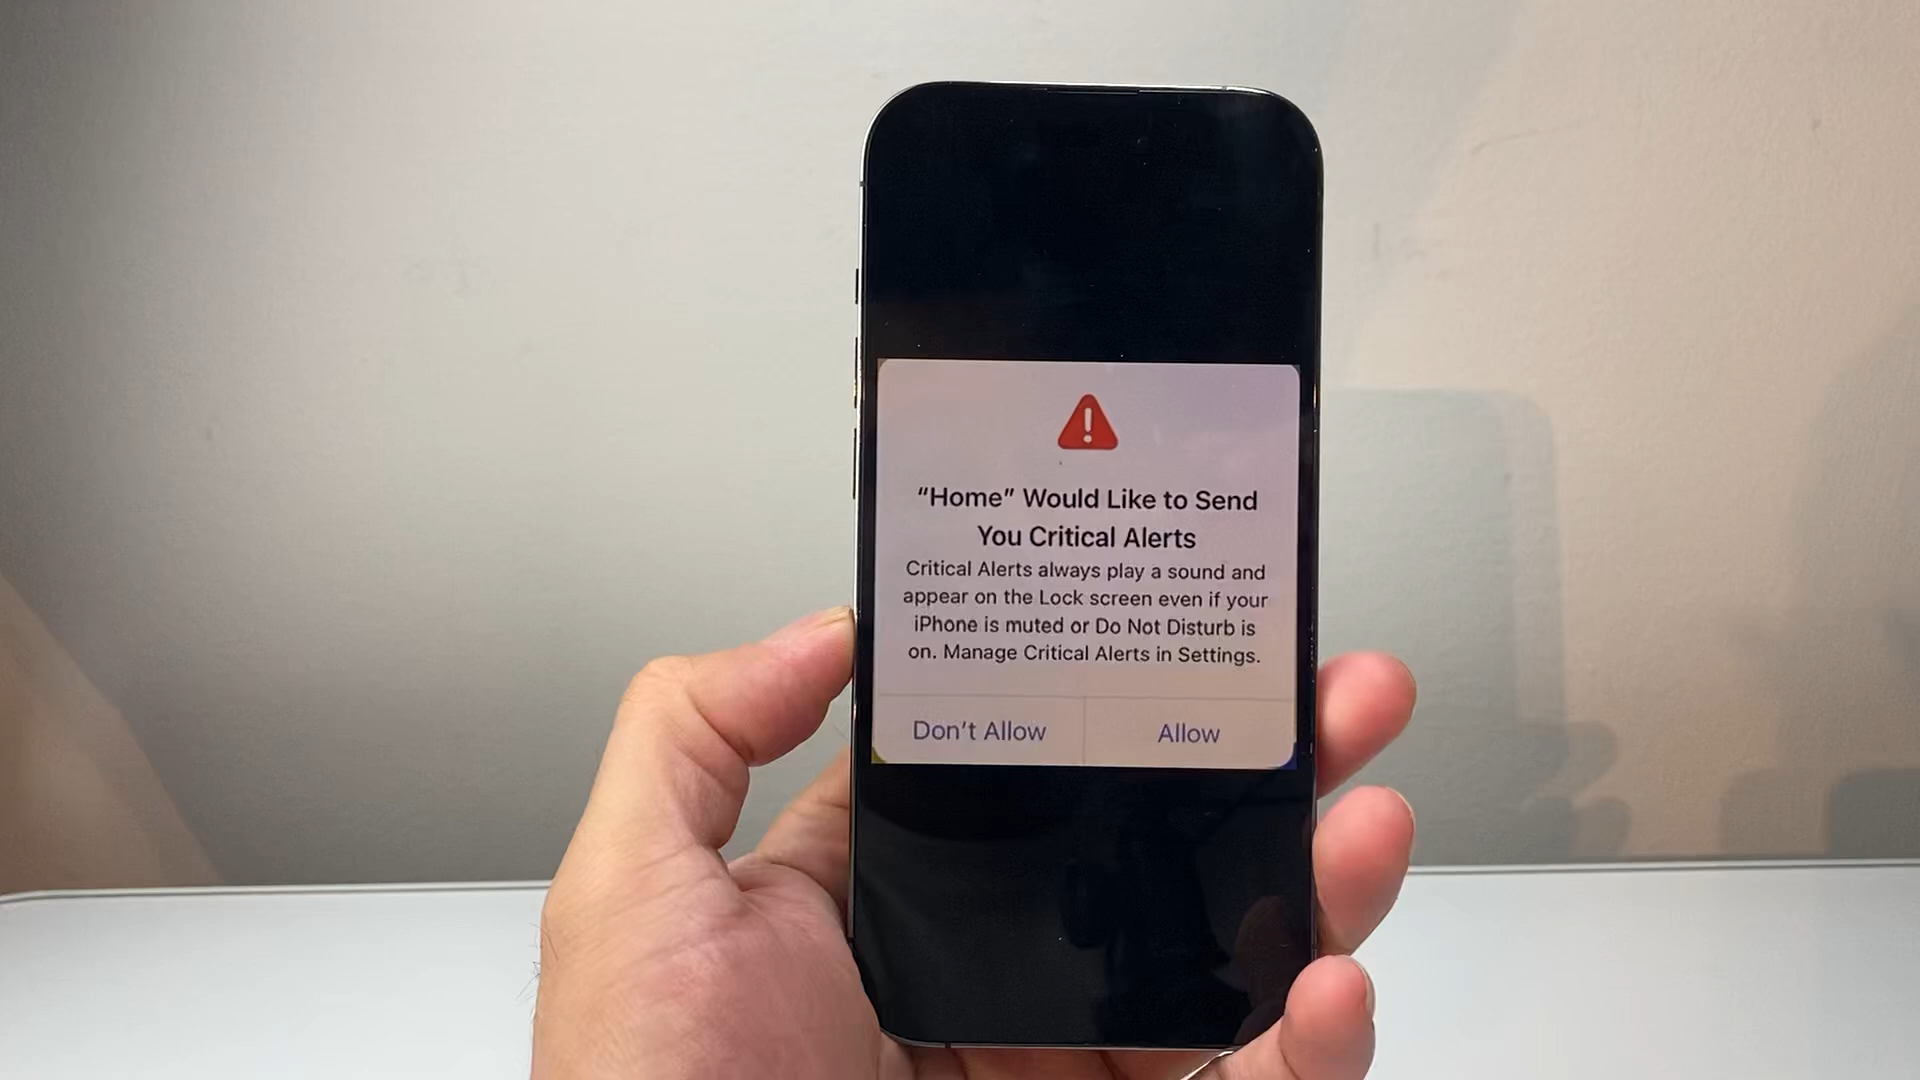 “Home” Would Like to Send
You Critical Alerts
Critical Alerts always play a sound and
appear on the Lock screen even if your
iPhone is muted or Do Not Disturb is
on. Manage Critical Alerts in Settings.
Don’t Allow
Allow